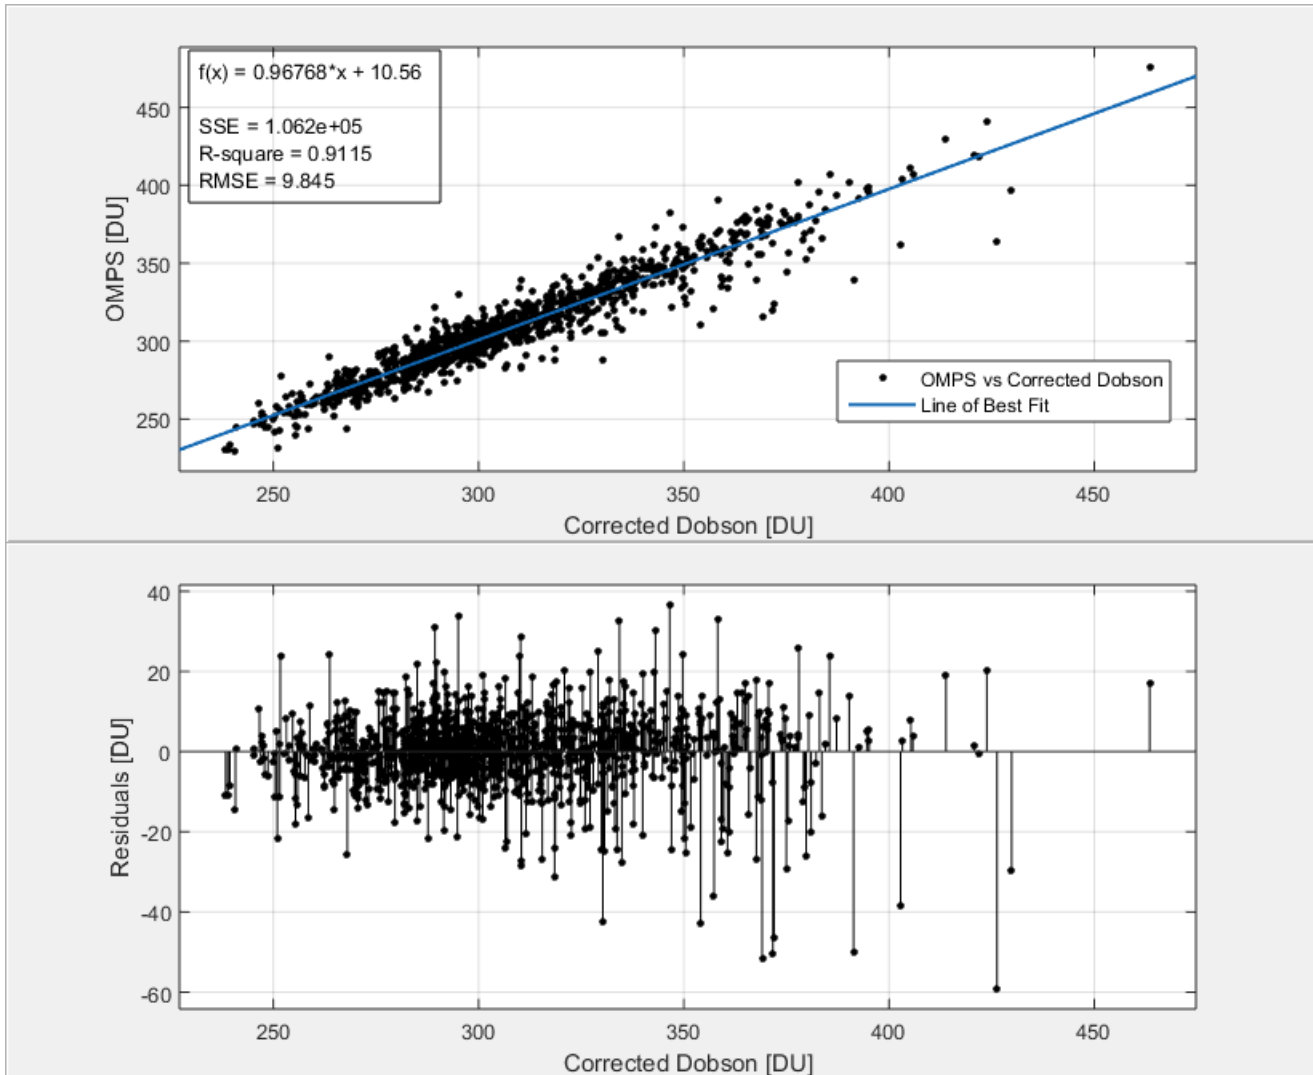 f(x) = 0.96768*x + 10.56
SSE = 1.062e+05
R-square = 0.9115
RMSE = 9.845
450
400
350
300
250
OMPS [DU]
OMPS vs Corrected Dobson
Line of Best Fit
250 300 350 400 450
Corrected Dobson [DU]
40
20
0
-20
-40
-60
Residuals [DU]
250 300 350 400 450
Corrected Dobson [DU]